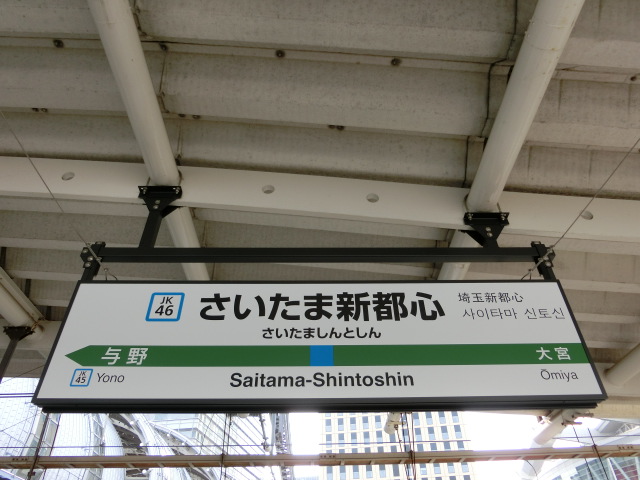 JK
46
さいたま新都心
埼玉新都心
사이타마 신토신
さいたましんとしん
与野
大宮
JK
45
Yono
Saitama-Shintoshin
Ōmiya